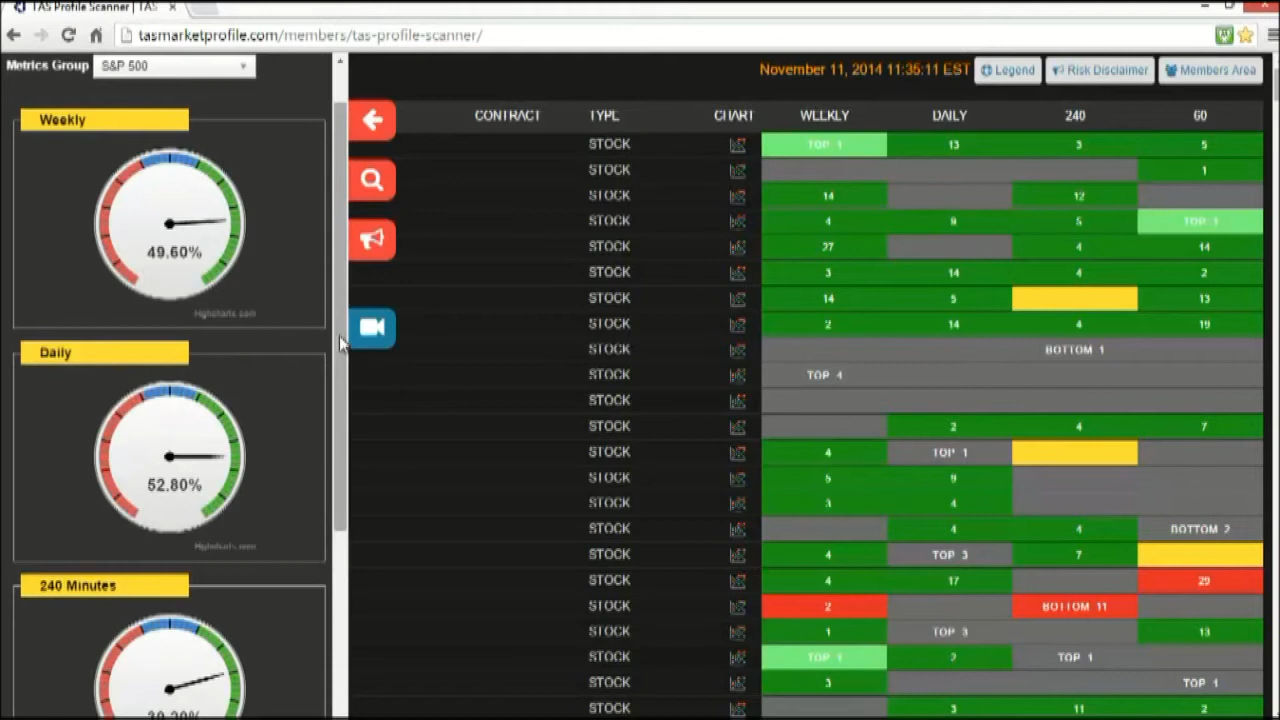 TAS Profile Scanner | TAS
tasmarketprofile.com/members/tas-profile-scanner/
Metrics Group S&P 500
November 11, 2014 11:35:11 EST Legend Risk Disclaimer Members Area
Weekly
49.60%
Highcharts.com
Daily
52.80%
Highcharts.com
240 Minutes
CONTRACT TYPE CHART WEEKLY DAILY 240 60
STOCK TOP 1 13 3 5
STOCK 1
STOCK 14 12
STOCK 4 9 5 TOP
STOCK 27 4 14
STOCK 3 14 4 2
STOCK 14 5 13
STOCK 2 14 4 19
STOCK BOTTOM 1
STOCK TOP 4
STOCK
STOCK 2 4 7
STOCK 4 TOP 1
STOCK 5 9
STOCK 3 4
STOCK 4 4 BOTTOM 2
STOCK 4 TOP 3 7
STOCK 4 17 29
STOCK 2 BOTTOM 11
STOCK 1 TOP 3 13
STOCK TOP 2 TOP 1
STOCK 3 TOP 1
STOCK 3 11 2